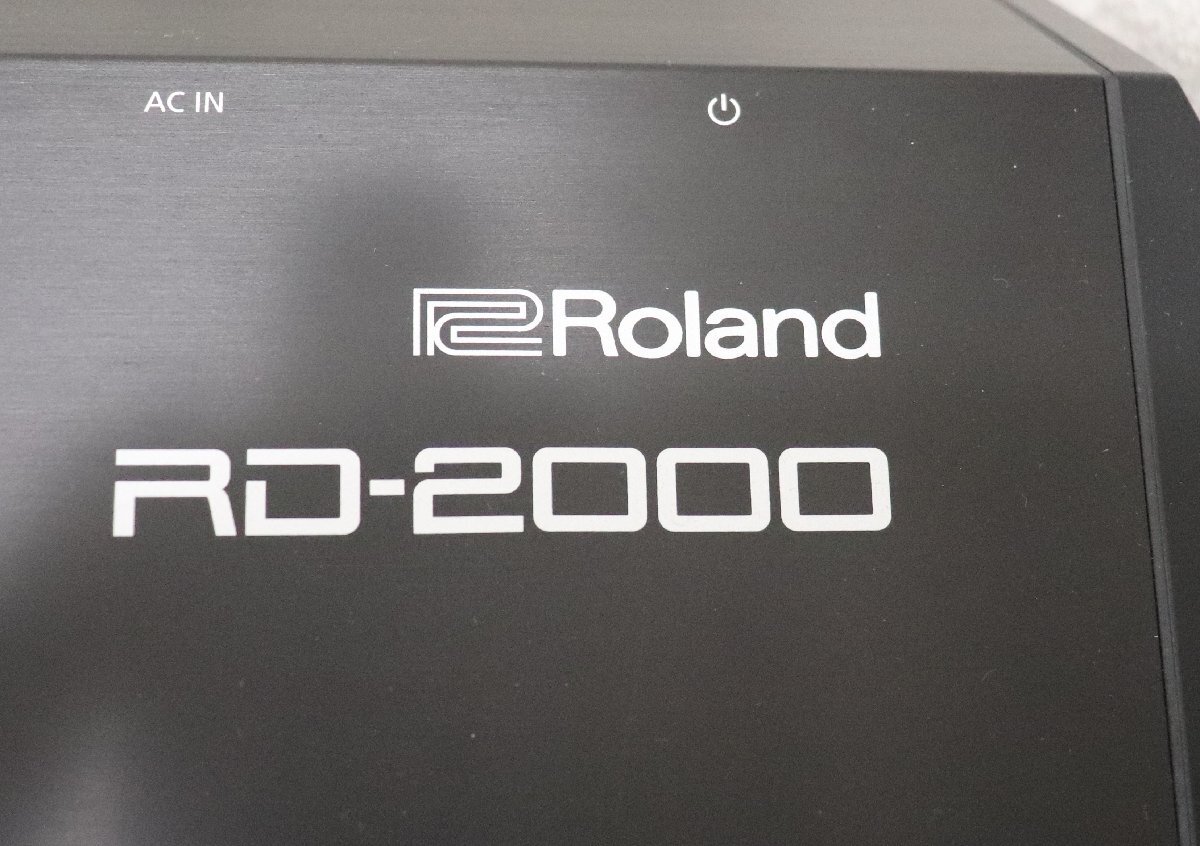 AC IN
Roland
RD-2000